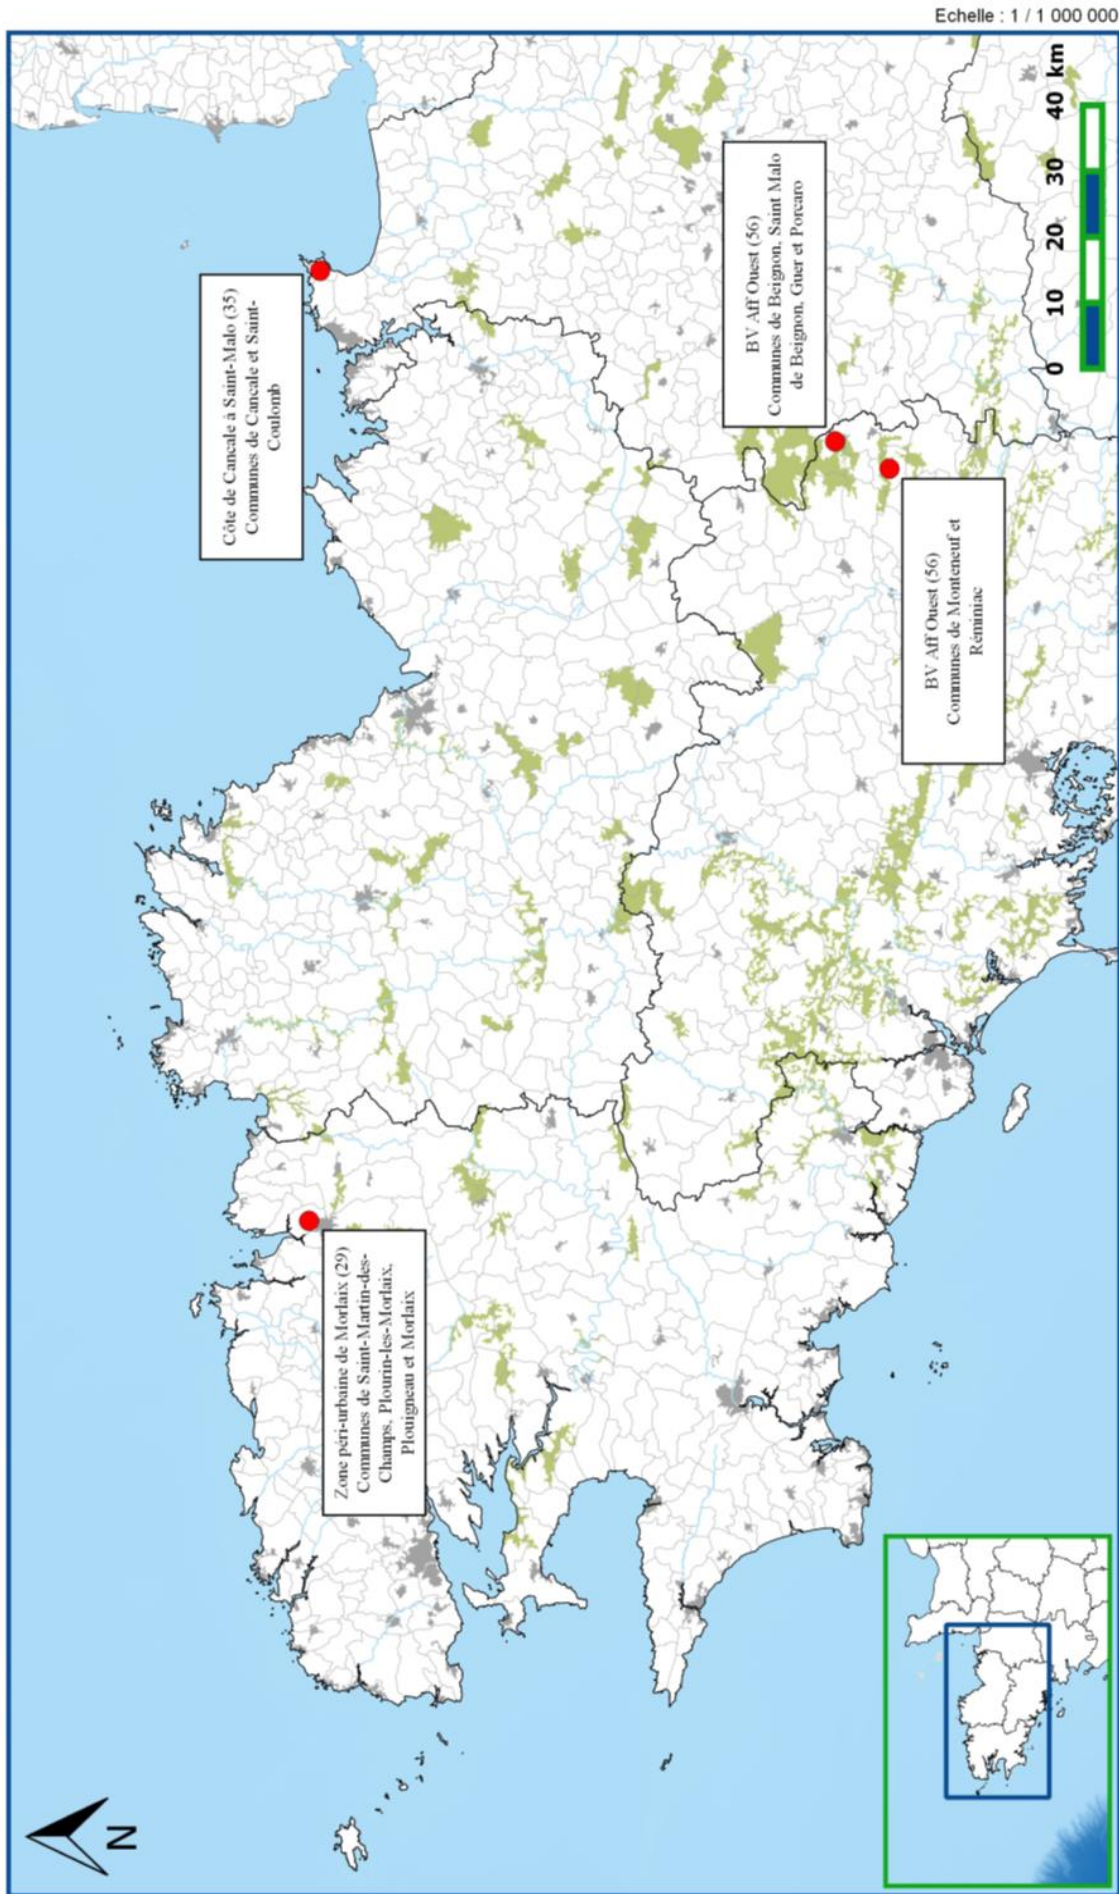 Echelle : 1 / 1 000 000
Côte de Cancale à Saint-Malo (35)
Communes de Cancale et Saint-
Coulomb
BV Aff Ouest (56)
Communes de Beignon, Saint Malo
de Beignon, Guer et Porcaro
BV Aff Ouest (56)
Communes de Monteneuf et
Réminiac
Zone péri-urbaine de Morlaix (29)
Communes de Saint-Martin-des-
Champs, Plourin-les-Morlaix,
Plouigneau et Morlaix
0 10 20 30 40 km
N